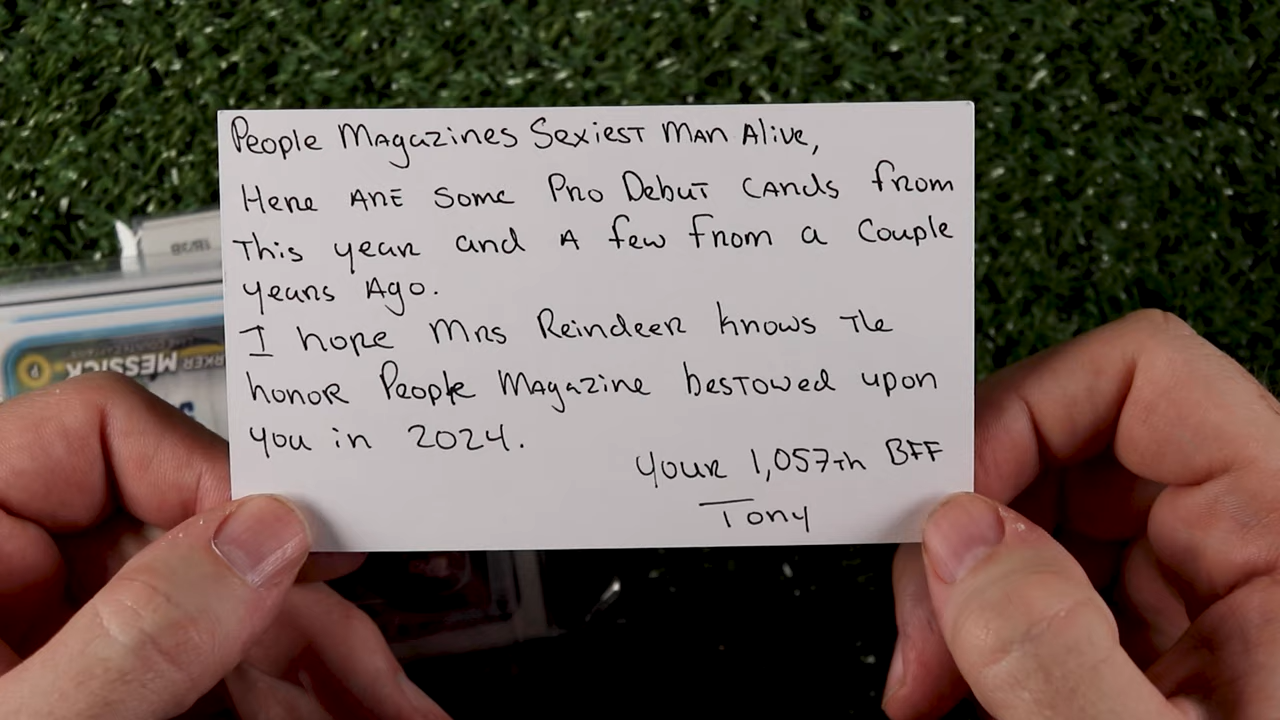 People Magazines Sexiest Man Alive,
Here are some Pro Debut cards from
This year and a few from a couple
years ago.
I hope Mrs Reindeer knows the
honor People Magazine bestowed upon
you in 2024.
Your 1,057th BFF
Tony
MESSICK